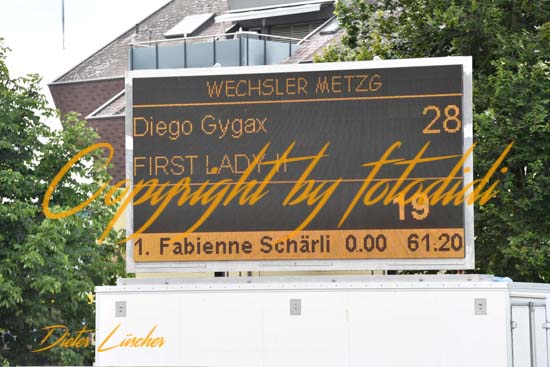 WECHSLER METZG
Diego Gygax 28
FIRST LADY
Copyright by fotodidi
19
1. Fabienne Schärli 0.00 61.20
Dieter Lüscher